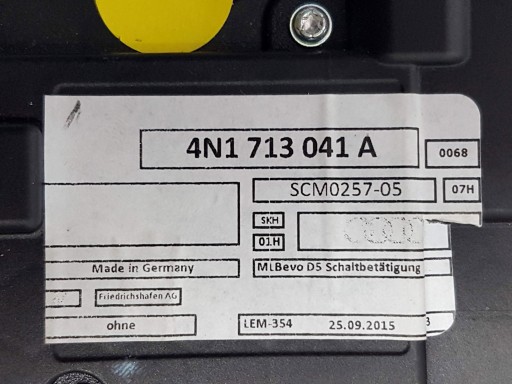 4N1 713 041 A
0068
SCM0257-05
07H
SKH
01H
Made in Germany
MLBevo D5 Schaltbetätigung
Friedrichshafen AG
ohne
LEM-354 25.09.2015